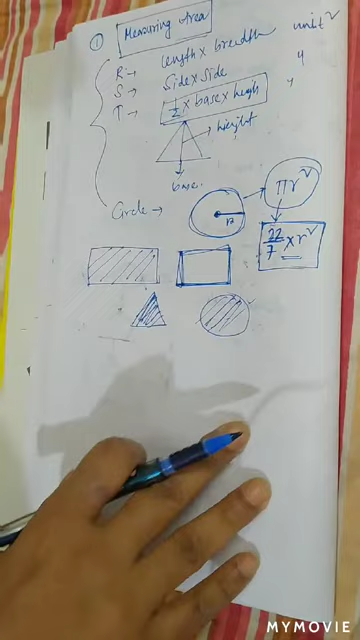 ① Measuring Area
R → length × breadth unit²
S → side × side "
T → 1/2 × base × heigh "
height
base.
Circle → r πr²
22/7 × r²
MYMOVIE